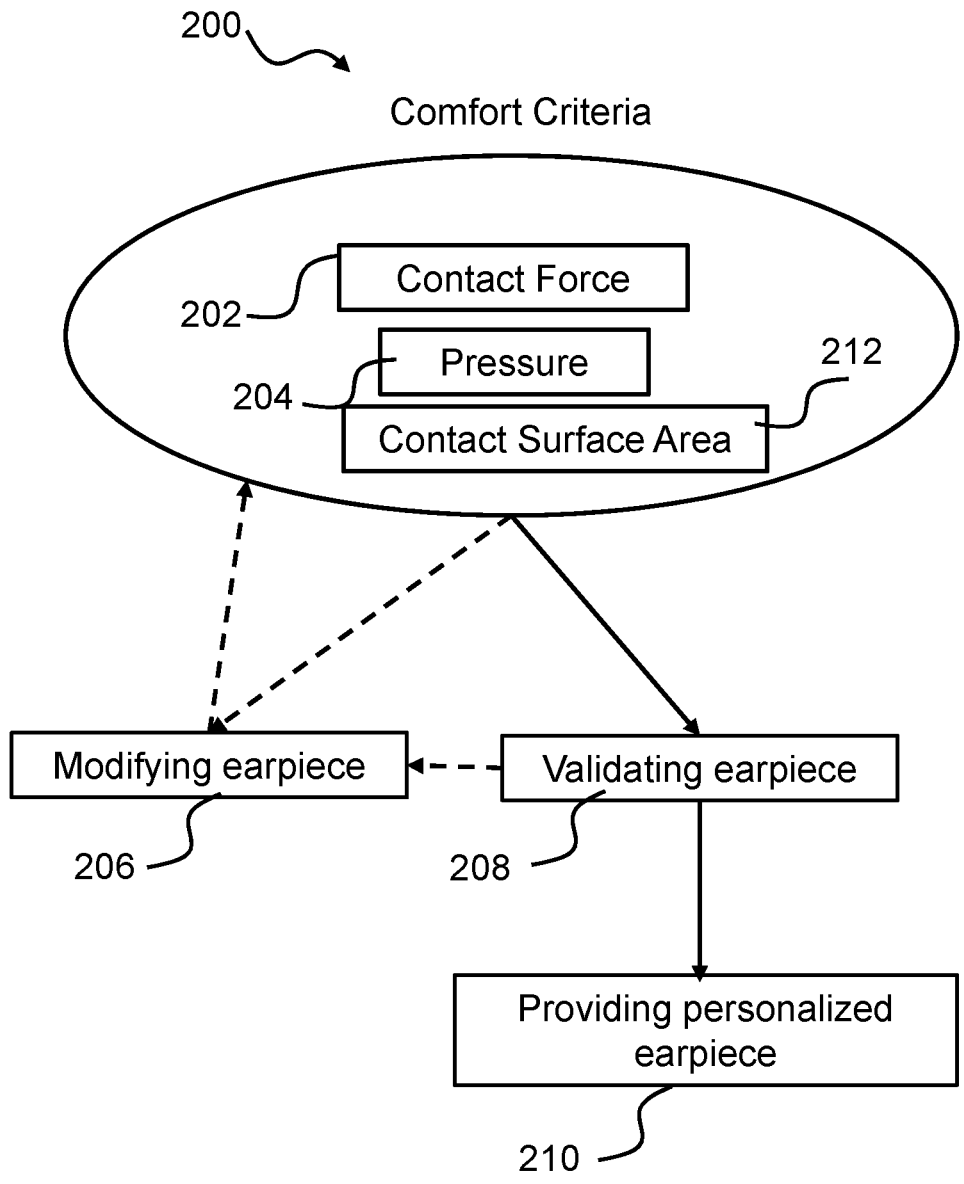 200
Comfort Criteria
Contact Force
202
Pressure
212
204
Contact Surface Area
Modifying earpiece
Validating earpiece
206
208
Providing personalized
earpiece
210